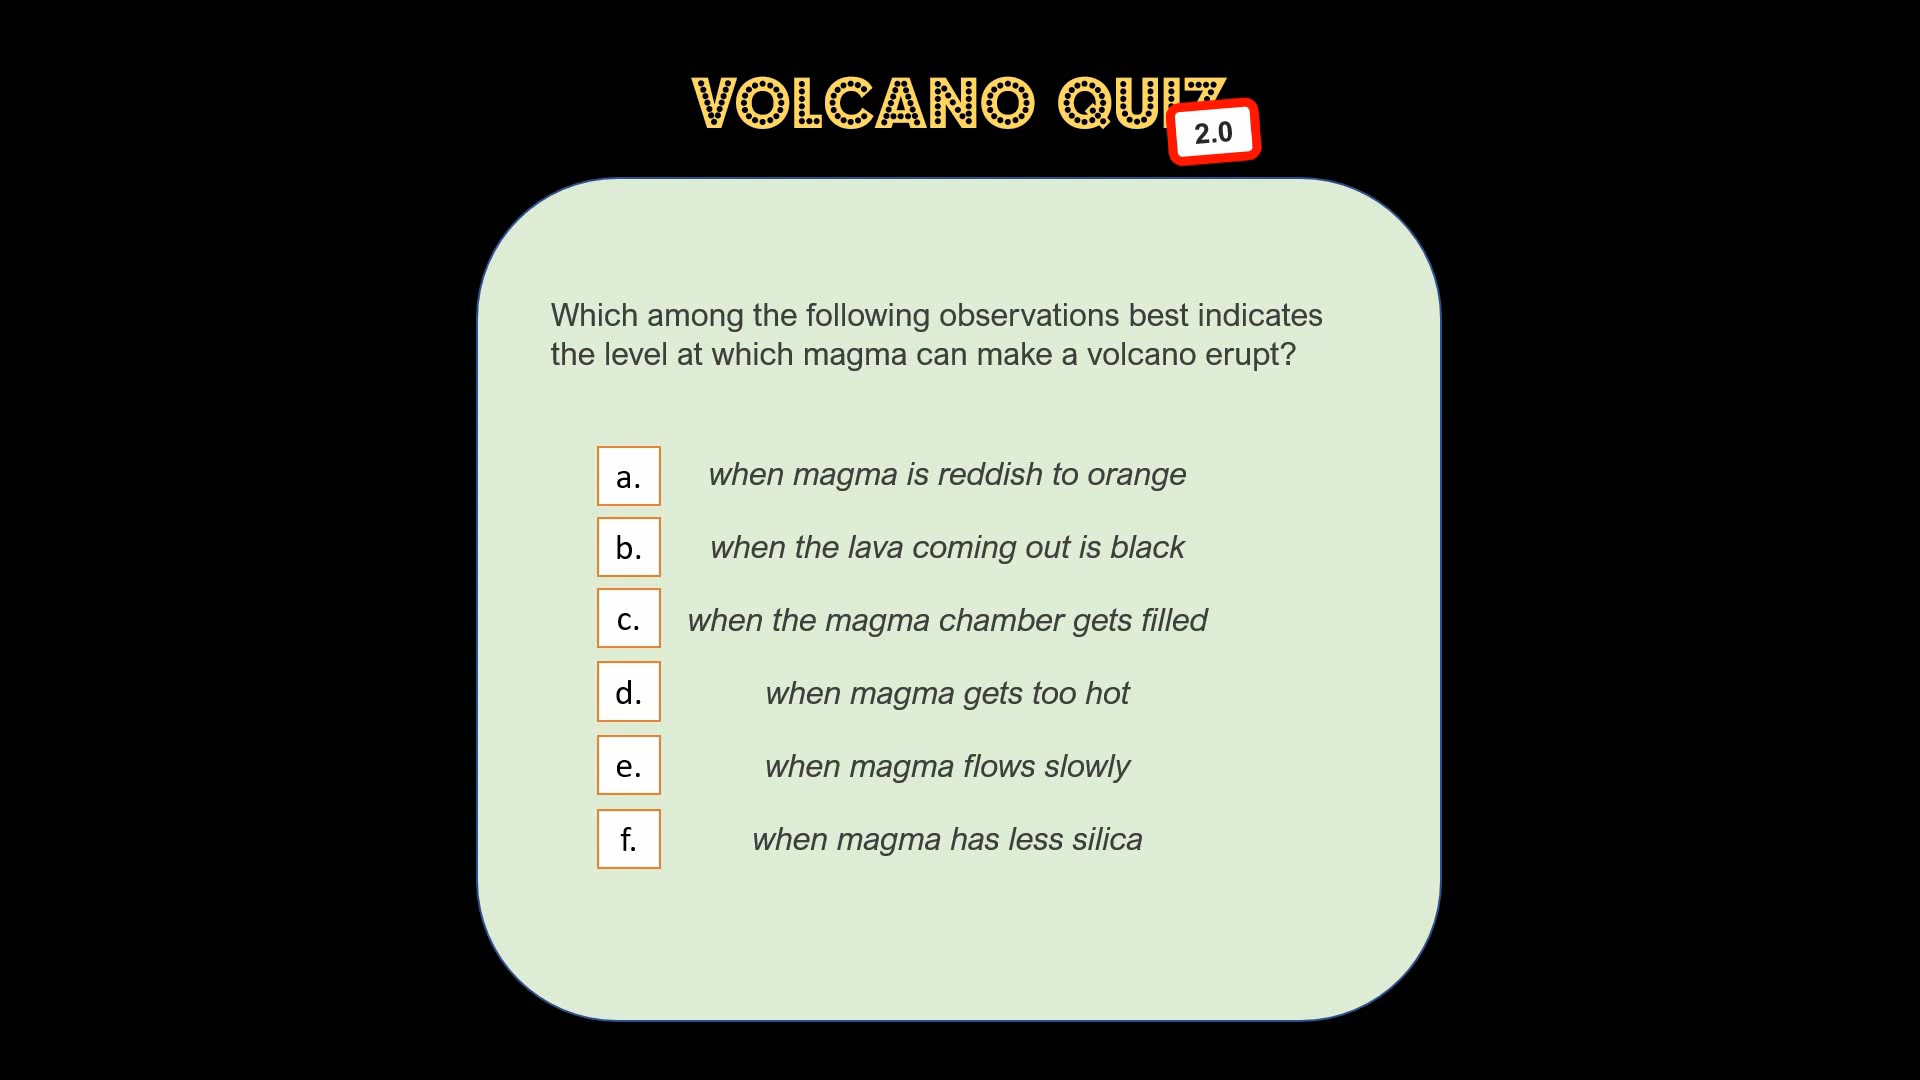 VOLCANO QUIZ
2.0
Which among the following observations best indicates
the level at which magma can make a volcano erupt?
a. when magma is reddish to orange
b. when the lava coming out is black
c. when the magma chamber gets filled
d. when magma gets too hot
e. when magma flows slowly
f. when magma has less silica